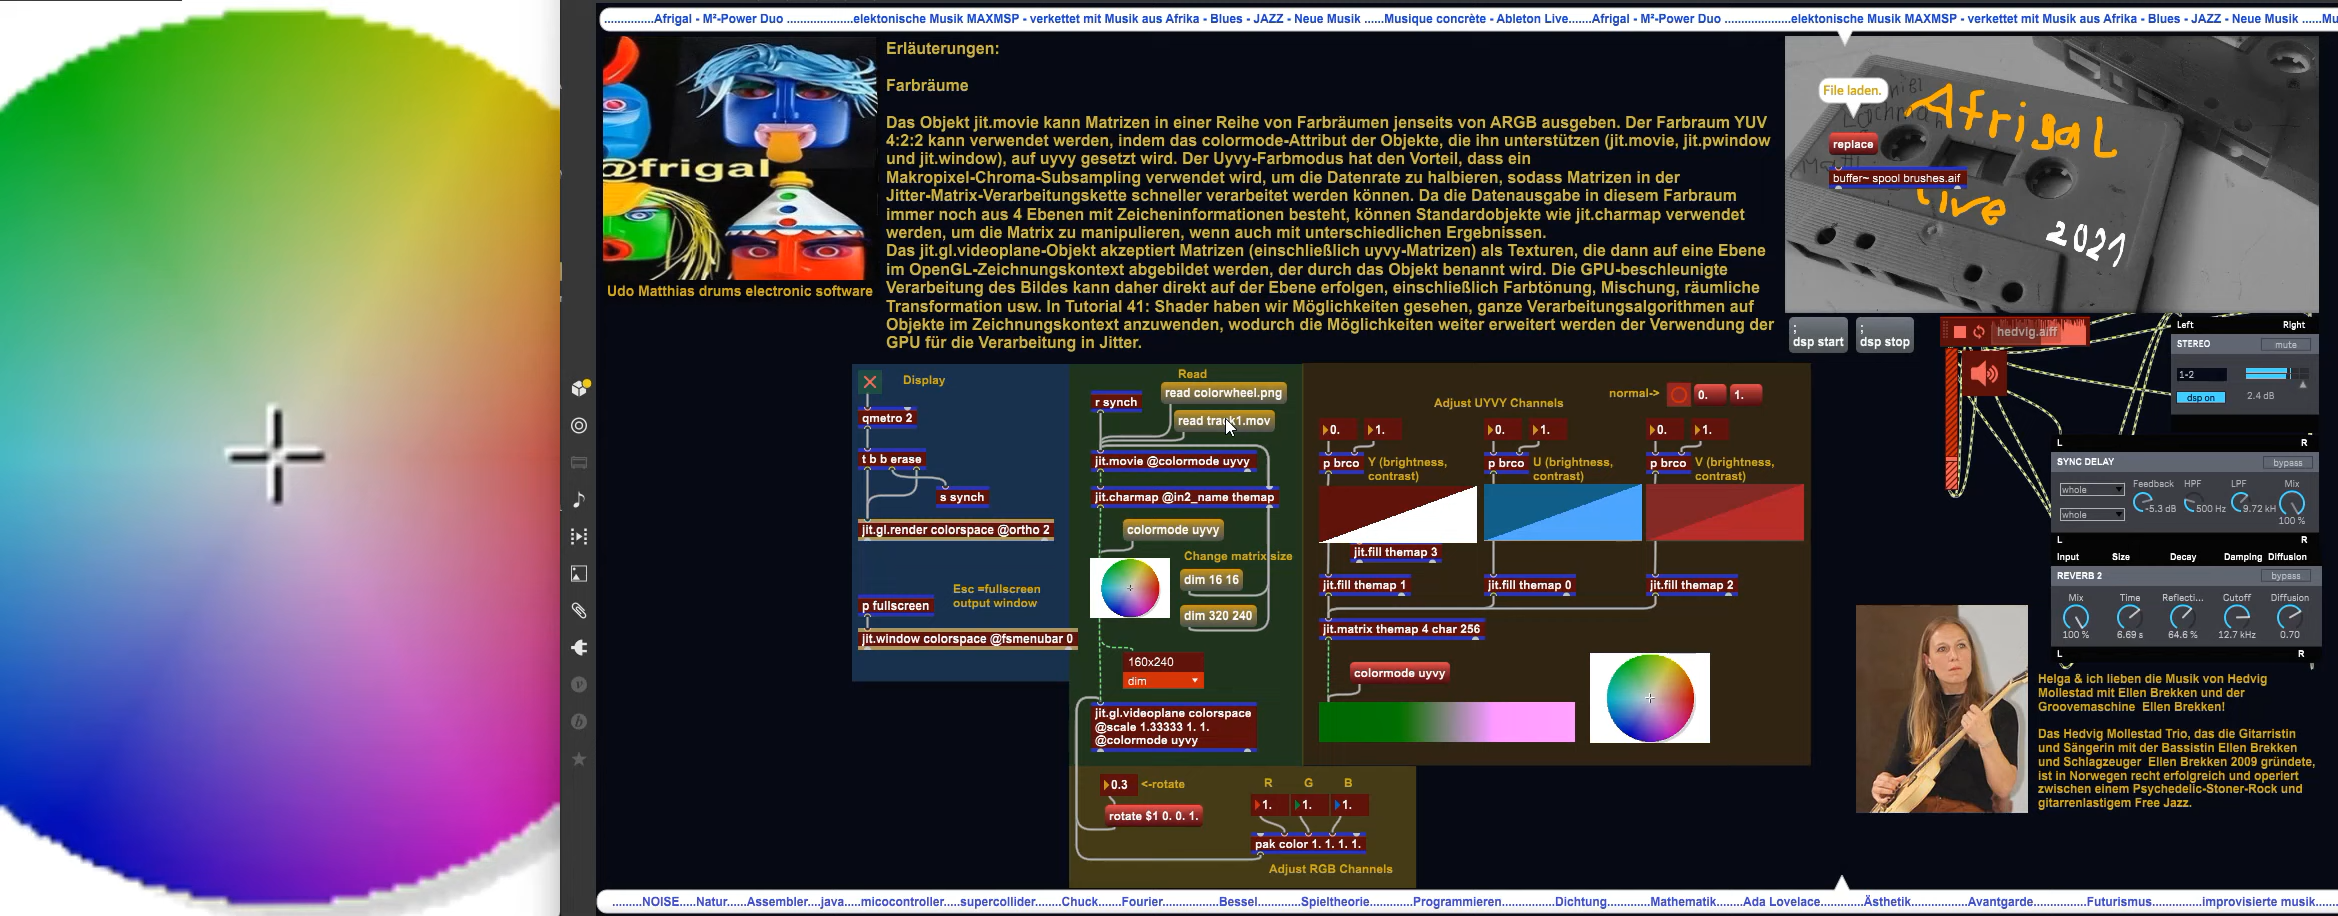 ...............Afrigal - M²-Power Duo ....................elektonische Musik MAXMSP - verkettet mit Musik aus Afrika - Blues - JAZZ - Neue Musik ......Musique concrète - Ableton Live.......Afrigal - M²-Power Duo ....................elektonische Musik MAXMSP - verkettet mit Musik aus Afrika - Blues - JAZZ - Neue Musik ......Mu
@frigal
Udo Matthias drums electronic software
Erläuterungen:
Farbräume
Das Objekt jit.movie kann Matrizen in einer Reihe von Farbräumen jenseits von ARGB ausgeben. Der Farbraum YUV
4:2:2 kann verwendet werden, indem das colormode-Attribut der Objekte, die ihn unterstützen (jit.movie, jit.pwindow
und jit.window), auf uyvy gesetzt wird. Der Uyvy-Farbmodus hat den Vorteil, dass ein
Makropixel-Chroma-Subsampling verwendet wird, um die Datenrate zu halbieren, sodass Matrizen in der
Jitter-Matrix-Verarbeitungskette schneller verarbeitet werden können. Da die Datenausgabe in diesem Farbraum
immer noch aus 4 Ebenen mit Zeicheninformationen besteht, können Standardobjekte wie jit.charmap verwendet
werden, um die Matrix zu manipulieren, wenn auch mit unterschiedlichen Ergebnissen.
Das jit.gl.videoplane-Objekt akzeptiert Matrizen (einschließlich uyvy-Matrizen) als Texturen, die dann auf eine Ebene
im OpenGL-Zeichnungskontext abgebildet werden, der durch das Objekt benannt wird. Die GPU-beschleunigte
Verarbeitung des Bildes kann daher direkt auf der Ebene erfolgen, einschließlich Farbtönung, Mischung, räumliche
Transformation usw. In Tutorial 41: Shader haben wir Möglichkeiten gesehen, ganze Verarbeitungsalgorithmen auf
Objekte im Zeichnungskontext anzuwenden, wodurch die Möglichkeiten weiter erweitert werden der Verwendung der
GPU für die Verarbeitung in Jitter.
File laden.
replace
buffer~ spool brushes.aif
Afrigal
live
2021
; dsp start
; dsp stop
hedvig.aiff
Left Right
STEREO mute
1-2
dsp on 2.4 dB
L R
SYNC DELAY bypass
Feedback HPF LPF Mix
whole
whole
-5.3 dB 500 Hz 9.72 kH 100 %
L R
Input Size Decay Damping Diffusion
REVERB 2 bypass
Mix Time Reflecti... Cutoff Diffusion
100 % 6.69 s 64.6 % 12.7 kHz 0.70
L R
Display
qmetro 2
t b b erase
s synch
jit.gl.render colorspace @ortho 2
Esc =fullscreen
output window
p fullscreen
jit.window colorspace @fsmenubar 0
Read
r synch
read colorwheel.png
read track1.mov
jit.movie @colormode uyvy
jit.charmap @in2_name themap
colormode uyvy
Change matrix size
dim 16 16
dim 320 240
160x240
dim
jit.gl.videoplane colorspace
@scale 1.33333 1. 1.
@colormode uyvy
0.3 <-rotate
rotate $1 0. 0. 1.
R G B
1. 1. 1.
pak color 1. 1. 1. 1.
Adjust RGB Channels
Adjust UYVY Channels
normal-> 0. 1.
0. 1. 0. 1. 0. 1.
p brco Y (brightness,
contrast)
p brco U (brightness,
contrast)
p brco V (brightness,
contrast)
jit.fill themap 3
jit.fill themap 1 jit.fill themap 0 jit.fill themap 2
jit.matrix themap 4 char 256
colormode uyvy
Helga & ich lieben die Musik von Hedvig
Mollestad mit Ellen Brekken und der
Groovemaschine Ellen Brekken!
Das Hedvig Mollestad Trio, das die Gitarristin
und Sängerin mit der Bassistin Ellen Brekken
und Schlagzeuger Ellen Brekken 2009 gründete,
ist in Norwegen recht erfolgreich und operiert
zwischen einem Psychedelic-Stoner-Rock und
gitarrenlastigem Free Jazz.
.........NOISE.....Natur......Assembler....java.....micocontroller.....supercollider........Chuck......Fourier..............Bessel...........Spieltheorie............Programmieren.............Dichtung...........Mathematik......Ada Lovelace............Ästhetik...............Avantgarde.............Futurismus............improvisierte musik.......